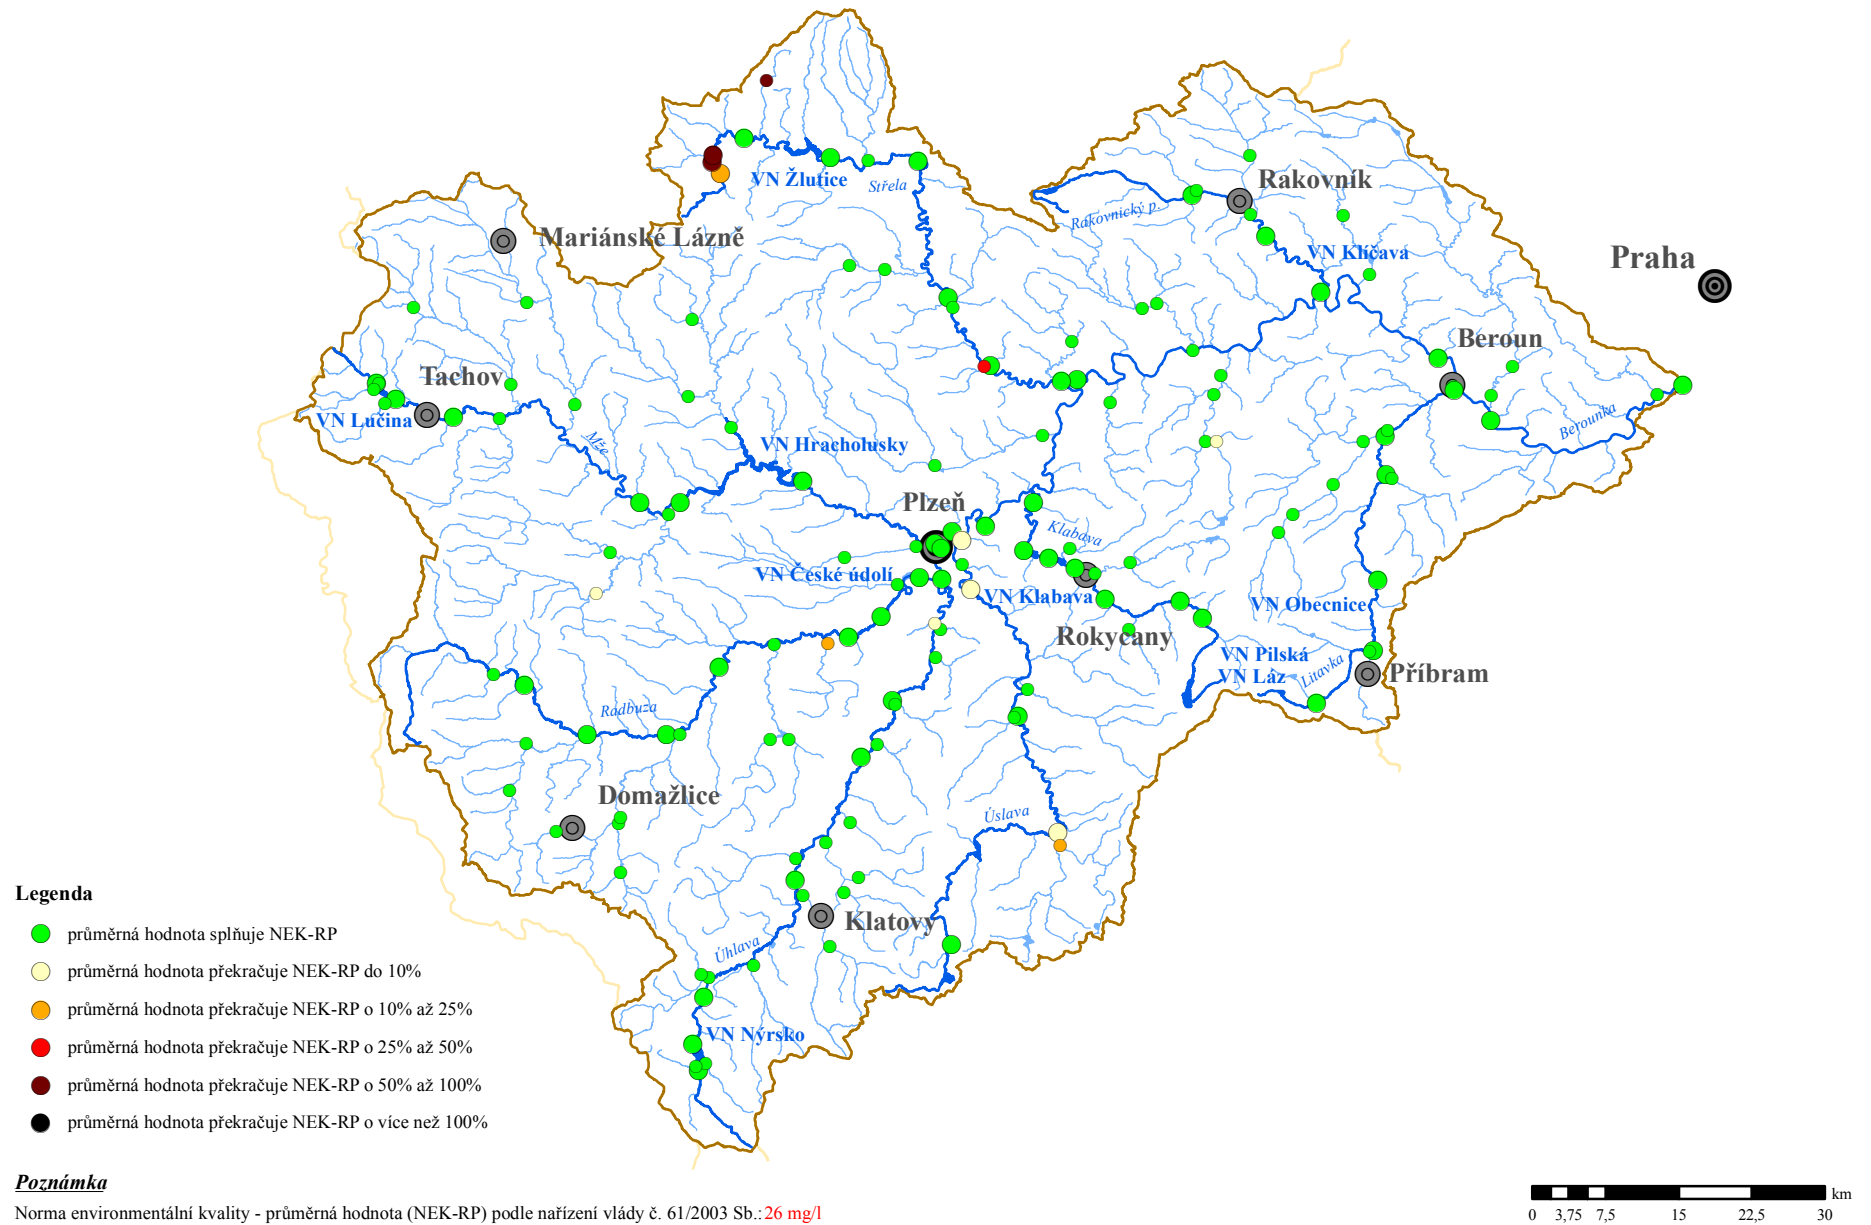 VN Žlutice
Střela
Rakovník
Rakovnický p.
Mariánské Lázně
VN Klíčava
Praha
Beroun
Tachov
VN Lučina
Mže
VN Hracholusky
Berounka
Plzeň
Klabava
VN České údolí
VN Klabava
VN Obecnice
Rokycany
VN Pilská
VN Láz
Litavka
Příbram
Radbuza
Domažlice
Úslava
Klatovy
Úhlava
VN Nýrsko
Legenda
průměrná hodnota splňuje NEK-RP
průměrná hodnota překračuje NEK-RP do 10%
průměrná hodnota překračuje NEK-RP o 10% až 25%
průměrná hodnota překračuje NEK-RP o 25% až 50%
průměrná hodnota překračuje NEK-RP o 50% až 100%
průměrná hodnota překračuje NEK-RP o více než 100%
Poznámka
Norma environmentální kvality - průměrná hodnota (NEK-RP) podle nařízení vlády č. 61/2003 Sb.: 26 mg/l
km
0 3,75 7,5 15 22,5 30